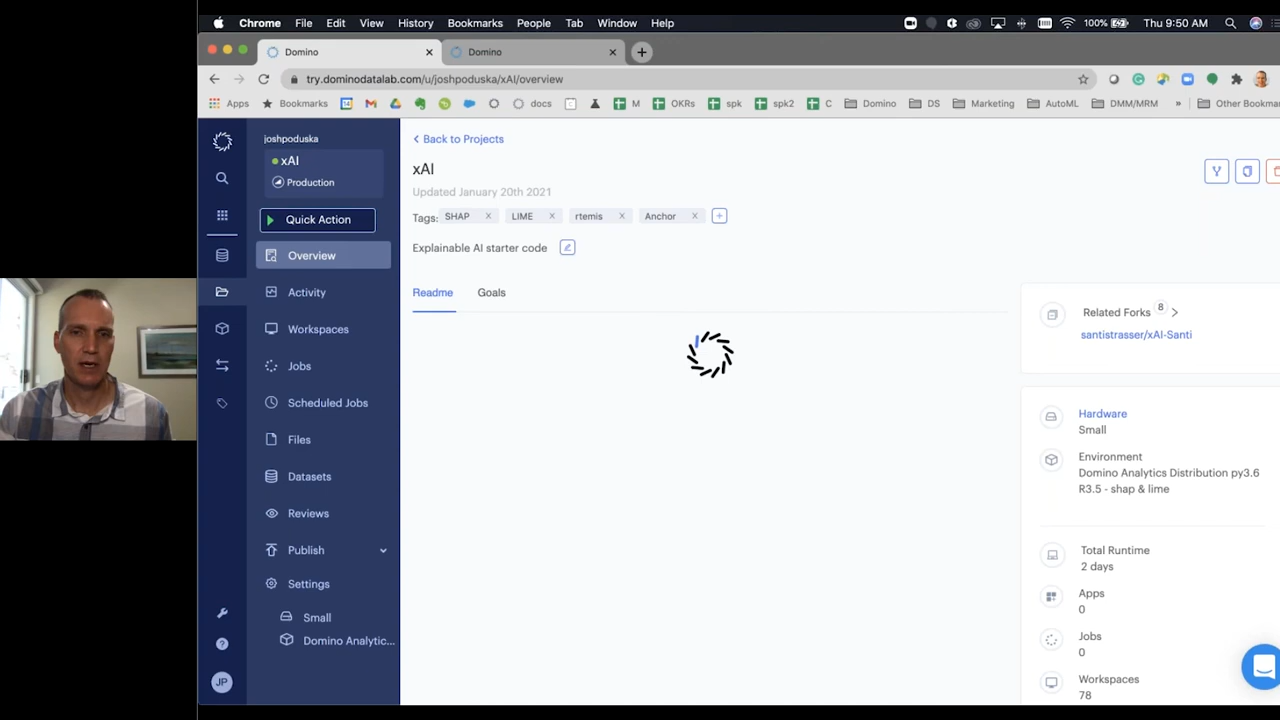 Chrome File Edit View History Bookmarks People Tab Window Help 100% Thu 9:50 AM
Domino Domino
try.dominodatalab.com/u/joshpoduska/xAI/overview
Apps Bookmarks M OKRs spk spk2 C docs Domino DS Marketing AutoML DMM/MRM » Other Bookmar
joshpoduska
xAI
Production
Quick Action
Overview
Activity
Workspaces
Jobs
Scheduled Jobs
Files
Datasets
Reviews
Publish
Settings
Small
Domino Analytic...
JP
Back to Projects
xAI
Updated January 20th 2021
Tags: SHAP LIME rtemis Anchor
Explainable AI starter code
Readme Goals
Related Forks 8
santistrasser/xAI-Santi
Hardware
Small
Environment
Domino Analytics Distribution py3.6
R3.5 - shap & lime
Total Runtime
2 days
Apps
0
Jobs
0
Workspaces
78